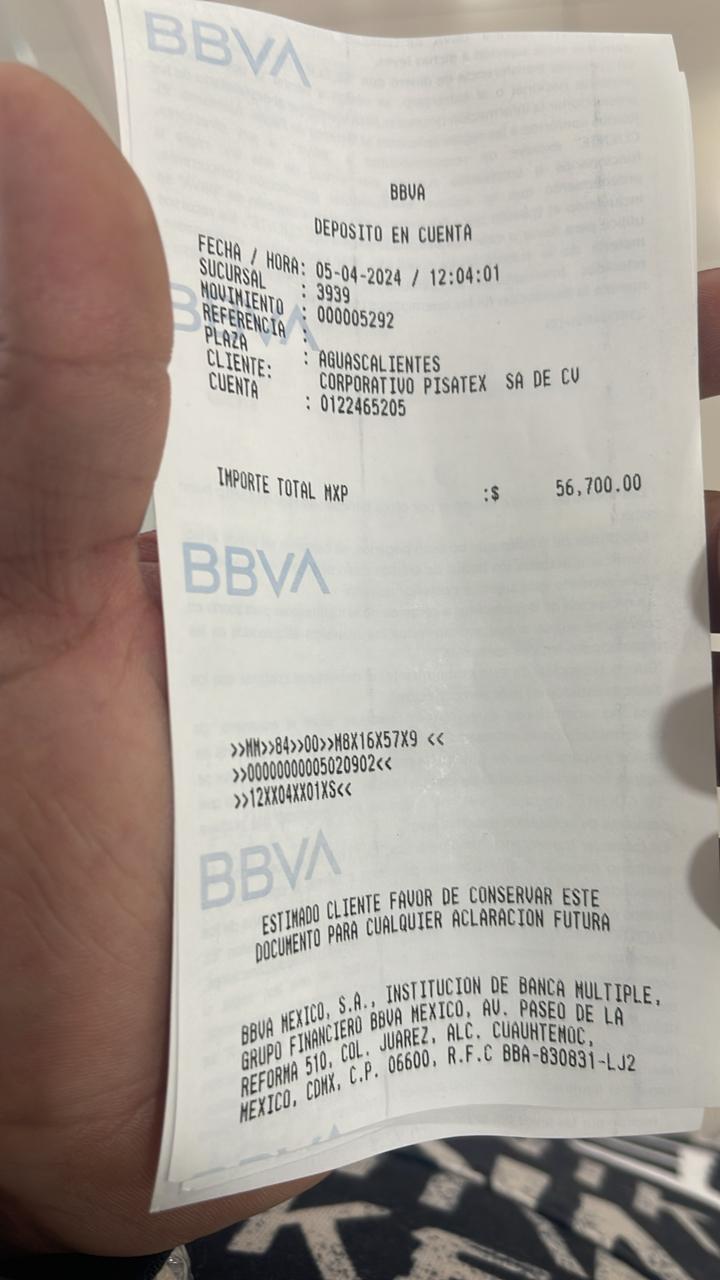 BBVA
BBVA
DEPOSITO EN CUENTA
FECHA / HORA: 05-04-2024 / 12:04:01
SUCURSAL : 3939
MOVIMIENTO : 000005292
REFERENCIA :
PLAZA : AGUASCALIENTES
CLIENTE: CORPORATIVO PISATEX SA DE CV
CUENTA : 0122465205
BBVA
IMPORTE TOTAL MXP :$ 56,700.00
BBVA
>>MM>>84>>00>>M8X16X57X9 <<
>>00000000005020902<<
>>12XX04XX01XS<<
BBVA
ESTIMADO CLIENTE FAVOR DE CONSERVAR ESTE
DOCUMENTO PARA CUALQUIER ACLARACION FUTURA
BBVA MEXICO, S.A., INSTITUCION DE BANCA MULTIPLE,
GRUPO FINANCIERO BBVA MEXICO, AV. PASEO DE LA
REFORMA 510, COL. JUAREZ, ALC. CUAUHTEMOC,
MEXICO, CDMX, C.P. 06600, R.F.C BBA-830831-LJ2
BBVA